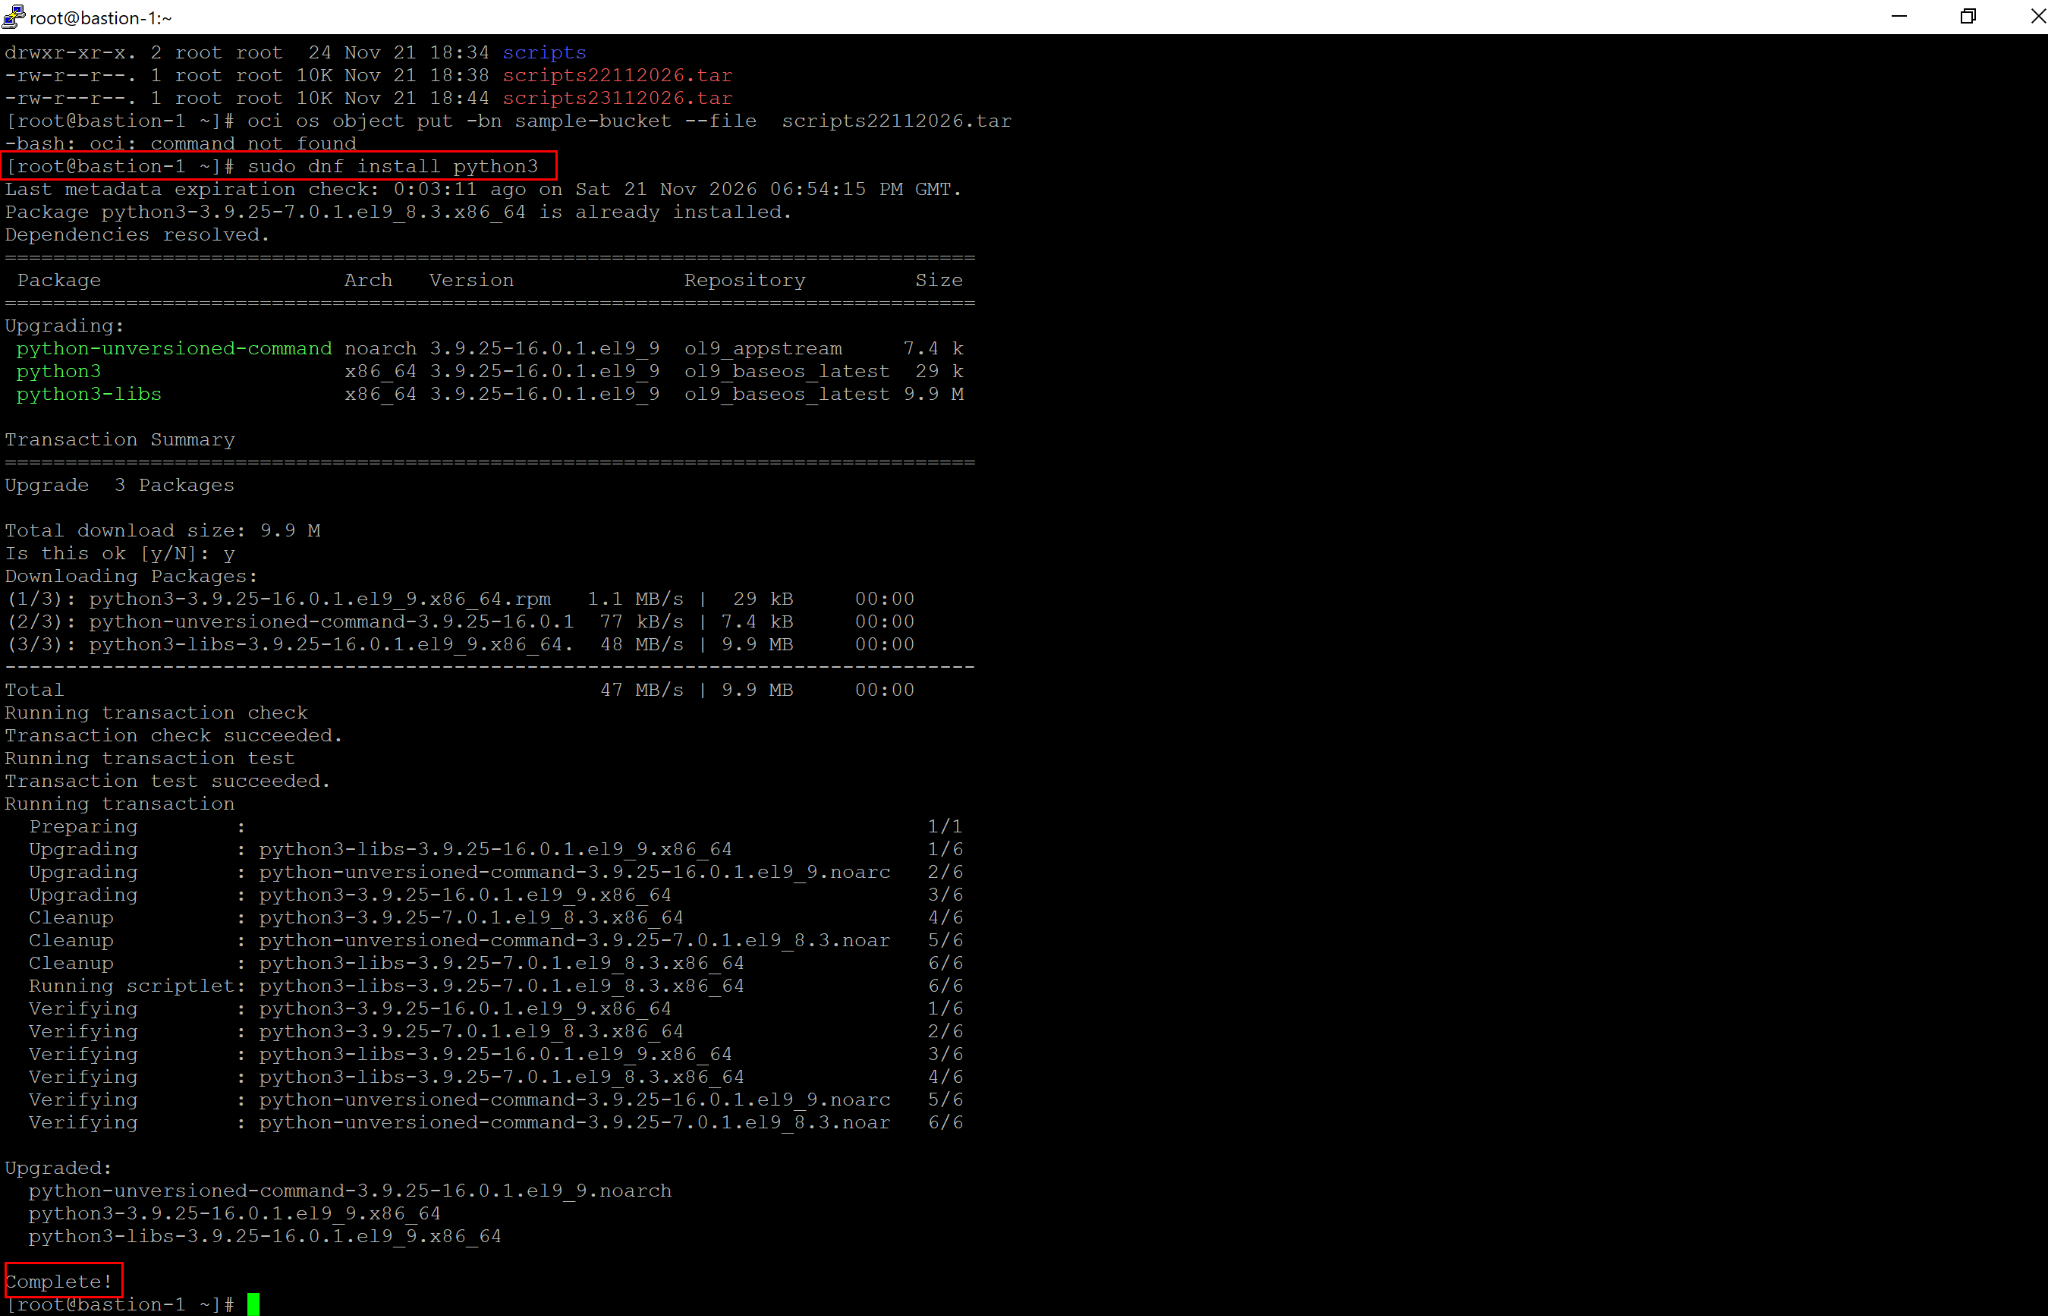 root@bastion-1:~
drwxr-xr-x. 2 root root  24 Nov 21 18:34 scripts
-rw-r--r--. 1 root root 10K Nov 21 18:38 scripts22112026.tar
-rw-r--r--. 1 root root 10K Nov 21 18:44 scripts23112026.tar
[root@bastion-1 ~]# oci os object put -bn sample-bucket --file  scripts22112026.tar
-bash: oci: command not found
[root@bastion-1 ~]# sudo dnf install python3
Last metadata expiration check: 0:03:11 ago on Sat 21 Nov 2026 06:54:15 PM GMT.
Package python3-3.9.25-7.0.1.el9_8.3.x86_64 is already installed.
Dependencies resolved.
================================================================================
 Package                    Arch   Version              Repository         Size
================================================================================
Upgrading:
 python-unversioned-command noarch 3.9.25-16.0.1.el9_9  ol9_appstream     7.4 k
 python3                    x86_64 3.9.25-16.0.1.el9_9  ol9_baseos_latest  29 k
 python3-libs               x86_64 3.9.25-16.0.1.el9_9  ol9_baseos_latest 9.9 M
Transaction Summary
================================================================================
Upgrade  3 Packages
Total download size: 9.9 M
Is this ok [y/N]: y
Downloading Packages:
(1/3): python3-3.9.25-16.0.1.el9_9.x86_64.rpm   1.1 MB/s |  29 kB     00:00
(2/3): python-unversioned-command-3.9.25-16.0.1  77 kB/s | 7.4 kB     00:00
(3/3): python3-libs-3.9.25-16.0.1.el9_9.x86_64.  48 MB/s | 9.9 MB     00:00
--------------------------------------------------------------------------------
Total                                            47 MB/s | 9.9 MB     00:00
Running transaction check
Transaction check succeeded.
Running transaction test
Transaction test succeeded.
Running transaction
  Preparing        :                                                        1/1
  Upgrading        : python3-libs-3.9.25-16.0.1.el9_9.x86_64                1/6
  Upgrading        : python-unversioned-command-3.9.25-16.0.1.el9_9.noarc   2/6
  Upgrading        : python3-3.9.25-16.0.1.el9_9.x86_64                     3/6
  Cleanup          : python3-3.9.25-7.0.1.el9_8.3.x86_64                    4/6
  Cleanup          : python-unversioned-command-3.9.25-7.0.1.el9_8.3.noar   5/6
  Cleanup          : python3-libs-3.9.25-7.0.1.el9_8.3.x86_64               6/6
  Running scriptlet: python3-libs-3.9.25-7.0.1.el9_8.3.x86_64               6/6
  Verifying        : python3-3.9.25-16.0.1.el9_9.x86_64                     1/6
  Verifying        : python3-3.9.25-7.0.1.el9_8.3.x86_64                    2/6
  Verifying        : python3-libs-3.9.25-16.0.1.el9_9.x86_64                3/6
  Verifying        : python3-libs-3.9.25-7.0.1.el9_8.3.x86_64               4/6
  Verifying        : python-unversioned-command-3.9.25-16.0.1.el9_9.noarc   5/6
  Verifying        : python-unversioned-command-3.9.25-7.0.1.el9_8.3.noar   6/6
Upgraded:
  python-unversioned-command-3.9.25-16.0.1.el9_9.noarch
  python3-3.9.25-16.0.1.el9_9.x86_64
  python3-libs-3.9.25-16.0.1.el9_9.x86_64
Complete!
[root@bastion-1 ~]#